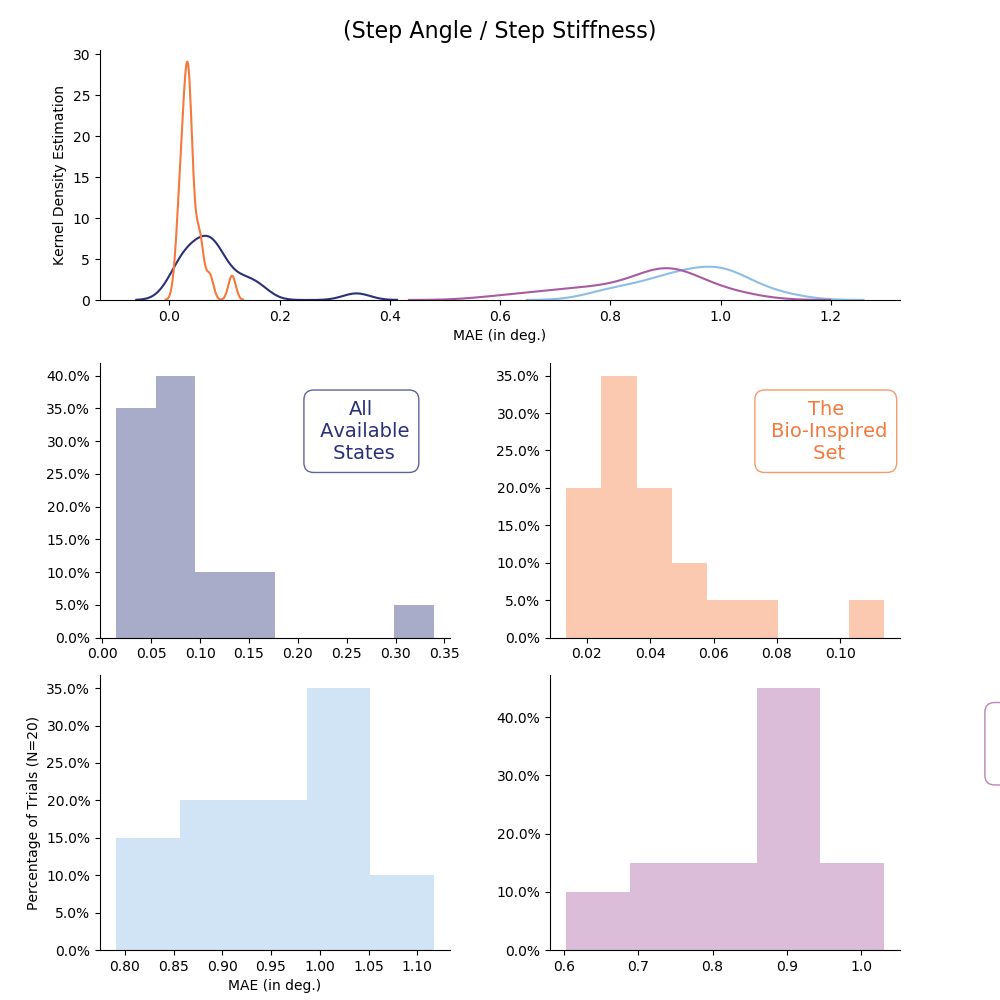 (Step Angle / Step Stiffness)
Kernel Density Estimation
30
25
20
15
10
5
0
0.0 0.2 0.4 0.6 0.8 1.0 1.2
MAE (in deg.)
40.0%
35.0%
30.0%
25.0%
20.0%
15.0%
10.0%
5.0%
0.0%
0.00 0.05 0.10 0.15 0.20 0.25 0.30 0.35
All
Available
States
35.0%
30.0%
25.0%
20.0%
15.0%
10.0%
5.0%
0.0%
0.02 0.04 0.06 0.08 0.10
The
Bio-Inspired
Set
Percentage of Trials (N=20)
35.0%
30.0%
25.0%
20.0%
15.0%
10.0%
5.0%
0.0%
0.80 0.85 0.90 0.95 1.00 1.05 1.10
MAE (in deg.)
40.0%
30.0%
20.0%
10.0%
0.0%
0.6 0.7 0.8 0.9 1.0